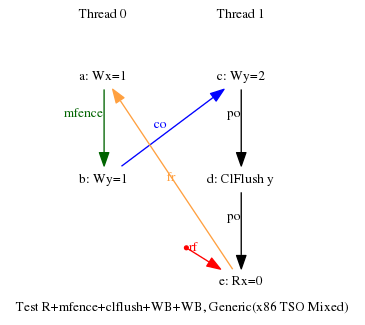 Thread 0 Thread 1
a: Wx=1 c: Wy=2
mfence po
co
b: Wy=1 fr d: ClFlush y
po
rf
e: Rx=0
Test R+mfence+clflush+WB+WB, Generic(x86 TSO Mixed)